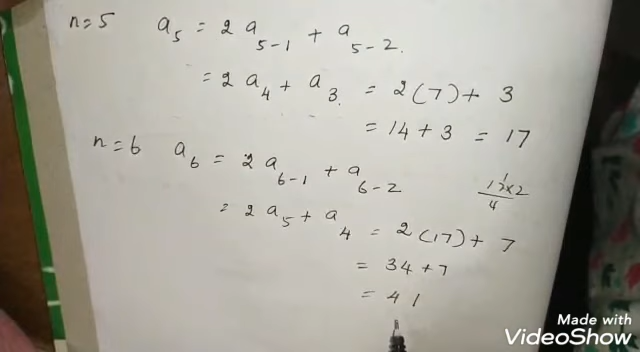 n=5 a₅ = 2 a₅₋₁ + a₅₋₂.
= 2 a₄ + a₃. = 2(7) + 3
= 14 + 3 = 17
n=6 a₆ = 2 a₆₋₁ + a₆₋₂
= 2 a₅ + a₄ = 2(17) + 7
= 34 + 7
= 41
Made with
VideoShow